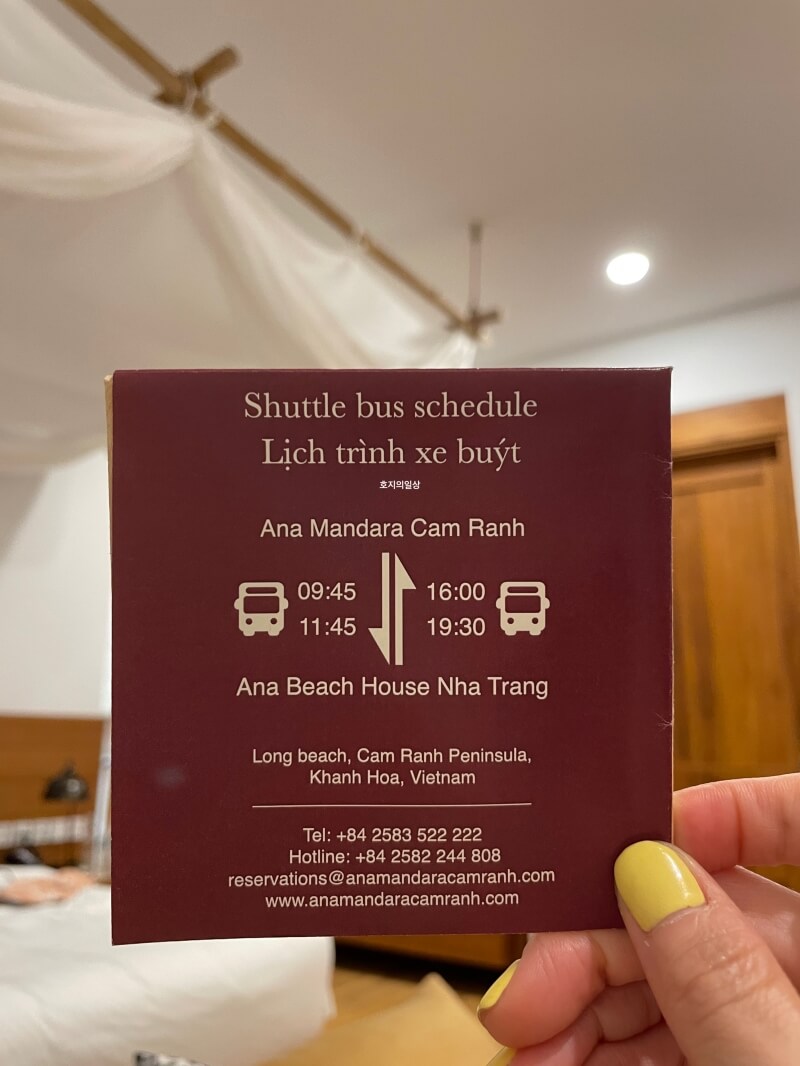 Shuttle bus schedule
Lịch trình xe buýt
호지의일상
Ana Mandara Cam Ranh
09:45 16:00
11:45 19:30
Ana Beach House Nha Trang
Long beach, Cam Ranh Peninsula,
Khanh Hoa, Vietnam
Tel: +84 2583 522 222
Hotline: +84 2582 244 808
reservations@anamandaracamranh.com
www.anamandaracamranh.com